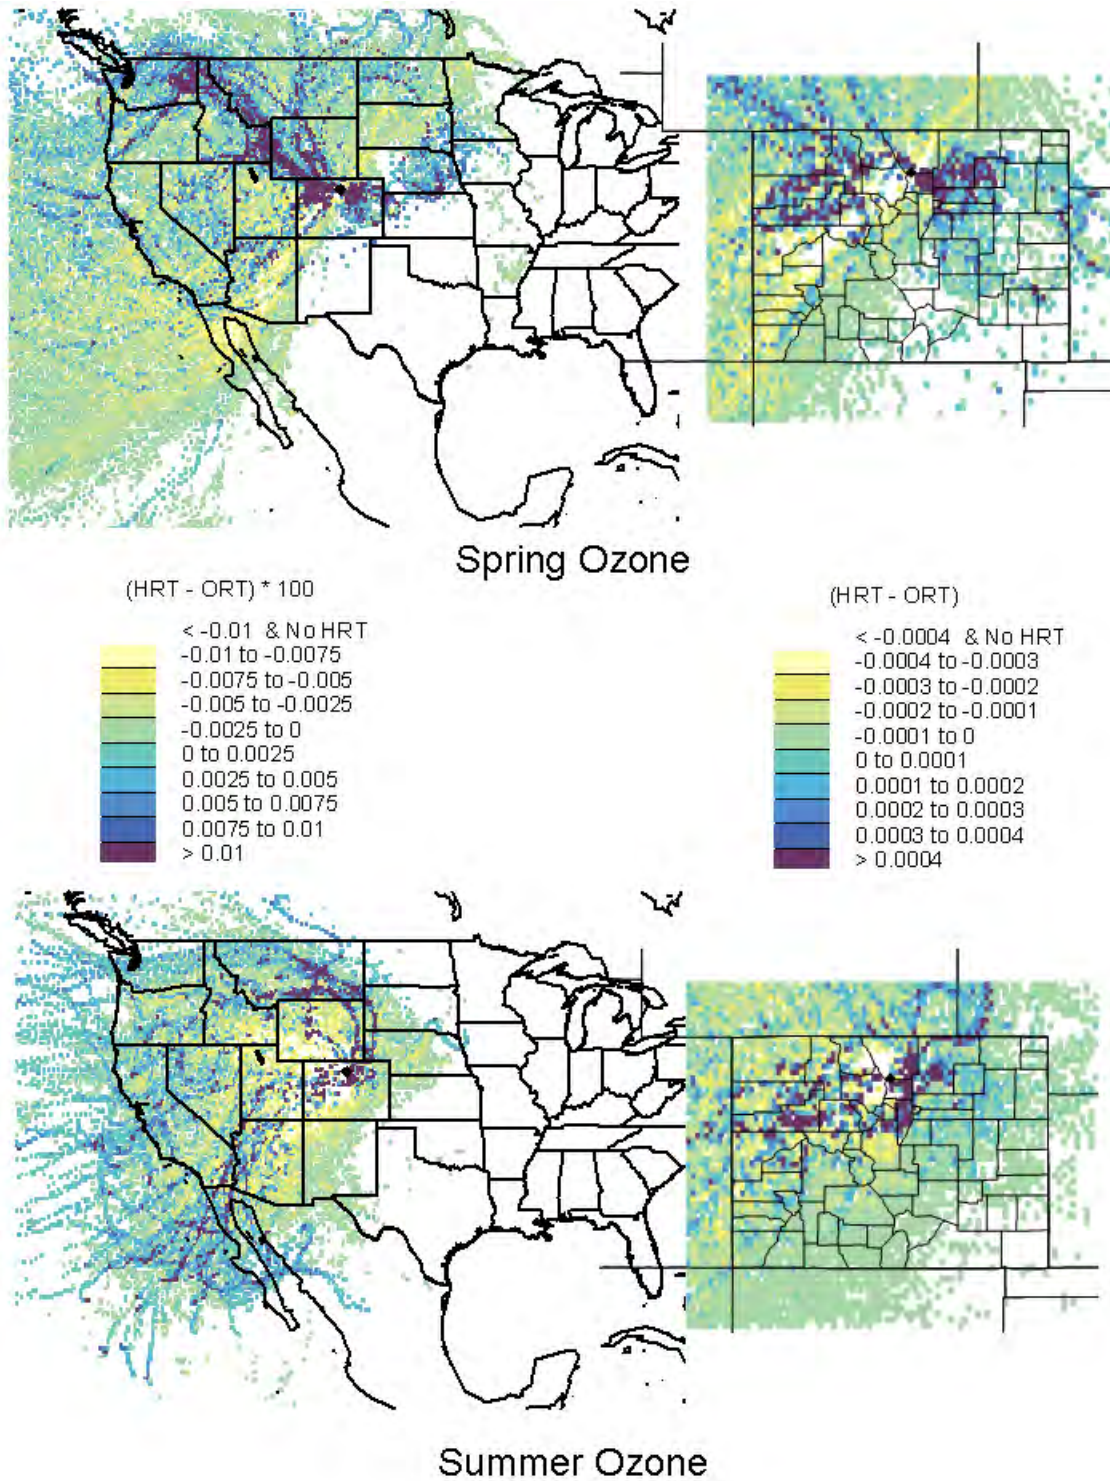 Spring Ozone
(HRT - ORT) * 100
< -0.01 & No HRT
-0.01 to -0.0075
-0.0075 to -0.005
-0.005 to -0.0025
-0.0025 to 0
0 to 0.0025
0.0025 to 0.005
0.005 to 0.0075
0.0075 to 0.01
> 0.01
(HRT - ORT)
< -0.0004 & No HRT
-0.0004 to -0.0003
-0.0003 to -0.0002
-0.0002 to -0.0001
-0.0001 to 0
0 to 0.0001
0.0001 to 0.0002
0.0002 to 0.0003
0.0003 to 0.0004
> 0.0004
Summer Ozone